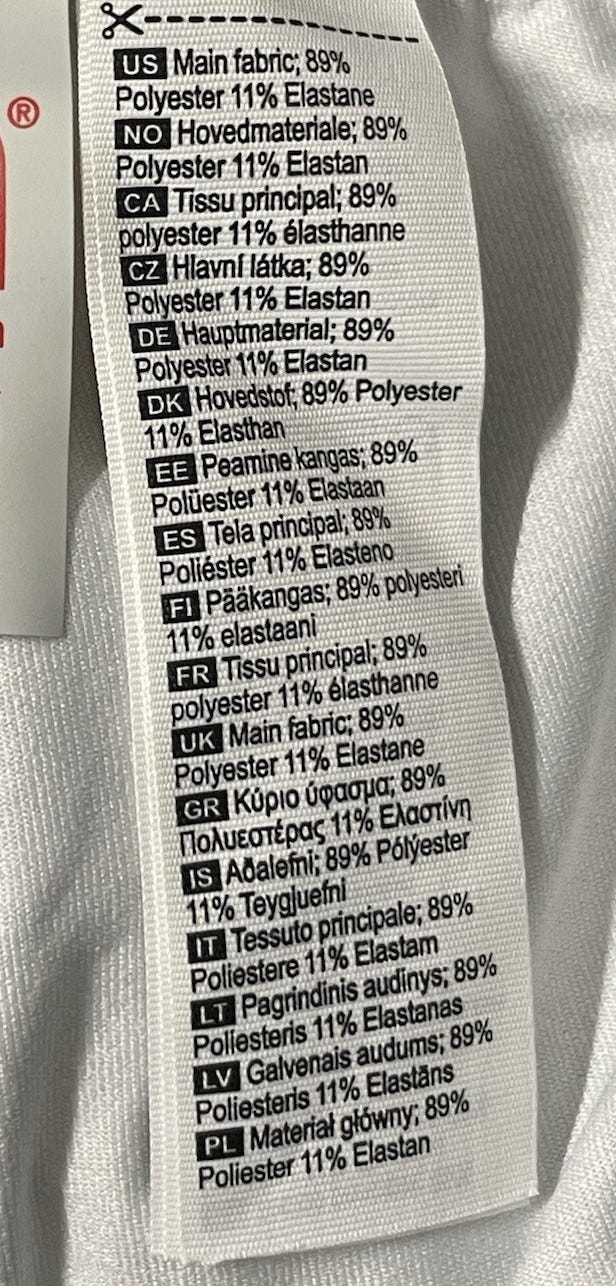 ®
US Main fabric; 89%
Polyester 11% Elastane
NO Hovedmateriale; 89%
Polyester 11% Elastan
CA Tissu principal; 89%
polyester 11% élasthanne
CZ Hlavní látka; 89%
Polyester 11% Elastan
DE Hauptmaterial; 89%
Polyester 11% Elastan
DK Hovedstof; 89% Polyester
11% Elasthan
EE Peamine kangas; 89%
Polüester 11% Elastaan
ES Tela principal; 89%
Poliéster 11% Elasteno
FI Pääkangas; 89% polyesteri
11% elastaani
FR Tissu principal; 89%
polyester 11% élasthanne
UK Main fabric; 89%
Polyester 11% Elastane
GR Κύριο ύφασμα; 89%
Πολυεστέρας 11% Ελαστίνη
IS Aðalefni; 89% Pólýester
11% Teygluefni
IT Tessuto principale; 89%
Poliestere 11% Elastam
LT Pagrindinis audinys; 89%
Poliesteris 11% Elastanas
LV Galvenais audums; 89%
Poliesteris 11% Elastāns
PL Materiał główny; 89%
Poliester 11% Elastan